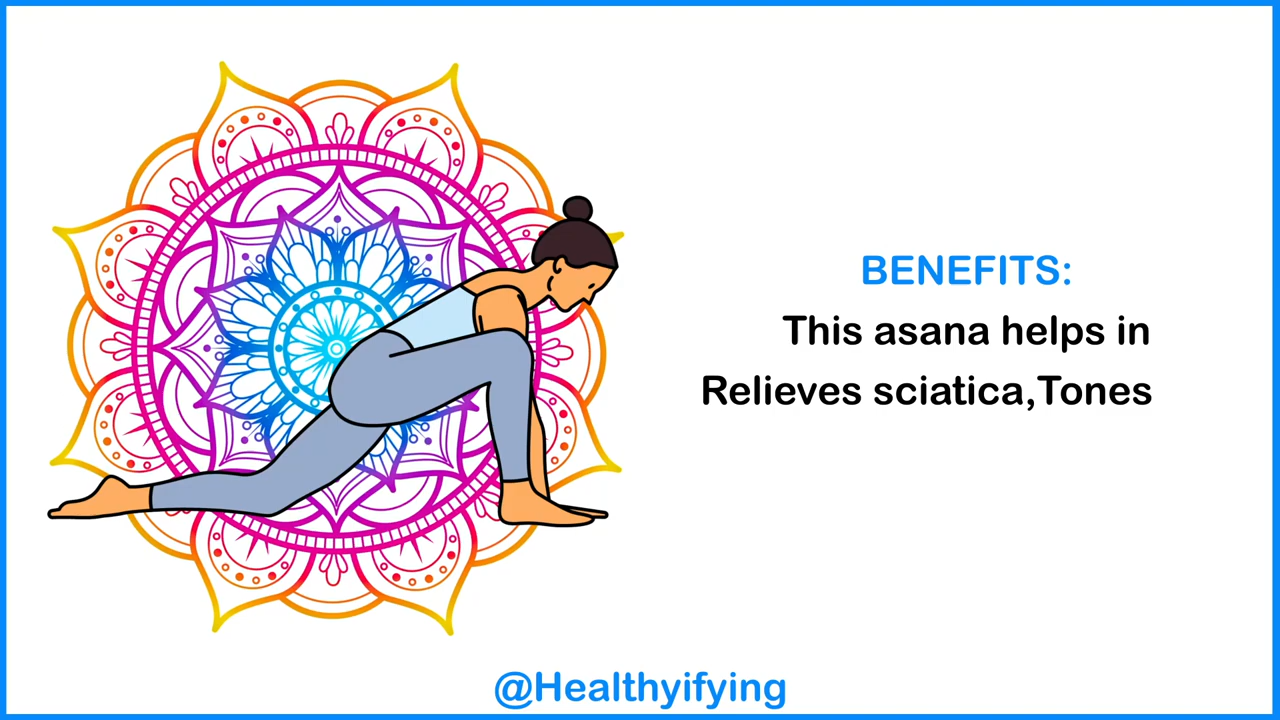 BENEFITS:
This asana helps in
Relieves sciatica,Tones
@Healthyifying